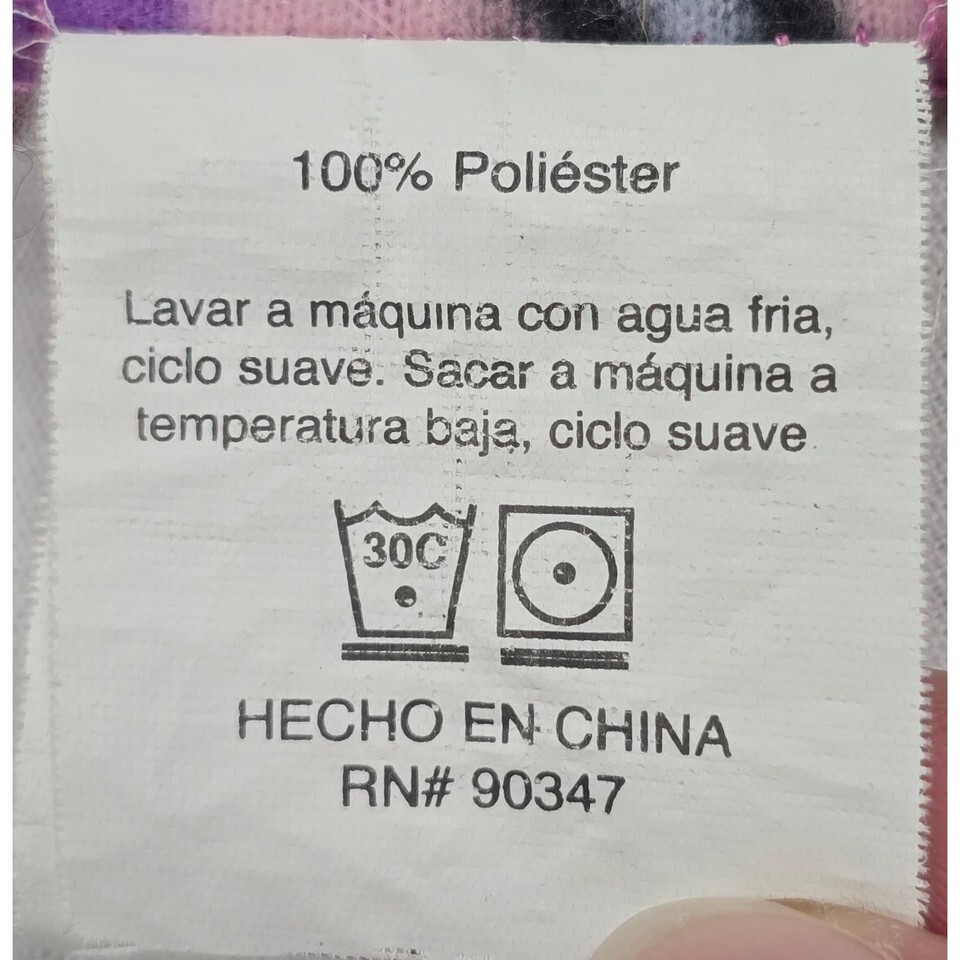 100% Poliéster
Lavar a máquina con agua fria,
ciclo suave. Sacar a máquina a
temperatura baja, ciclo suave
30C
HECHO EN CHINA
RN# 90347